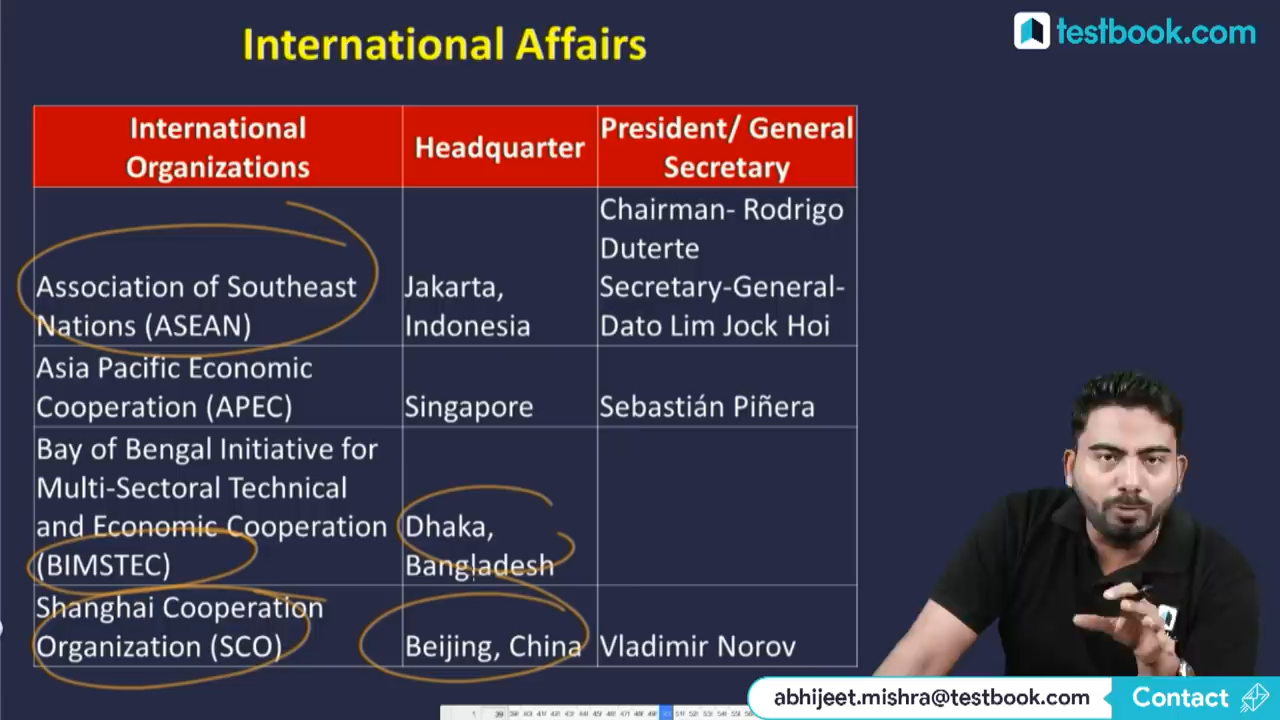 International Affairs
testbook.com
International
Organizations
Headquarter
President/ General
Secretary
Association of Southeast
Nations (ASEAN)
Jakarta,
Indonesia
Chairman- Rodrigo
Duterte
Secretary-General-
Dato Lim Jock Hoi
Asia Pacific Economic
Cooperation (APEC)
Singapore
Sebastián Piñera
Bay of Bengal Initiative for
Multi-Sectoral Technical
and Economic Cooperation
(BIMSTEC)
Dhaka,
Bangladesh
Shanghai Cooperation
Organization (SCO)
Beijing, China
Vladimir Norov
abhijeet.mishra@testbook.com
Contact